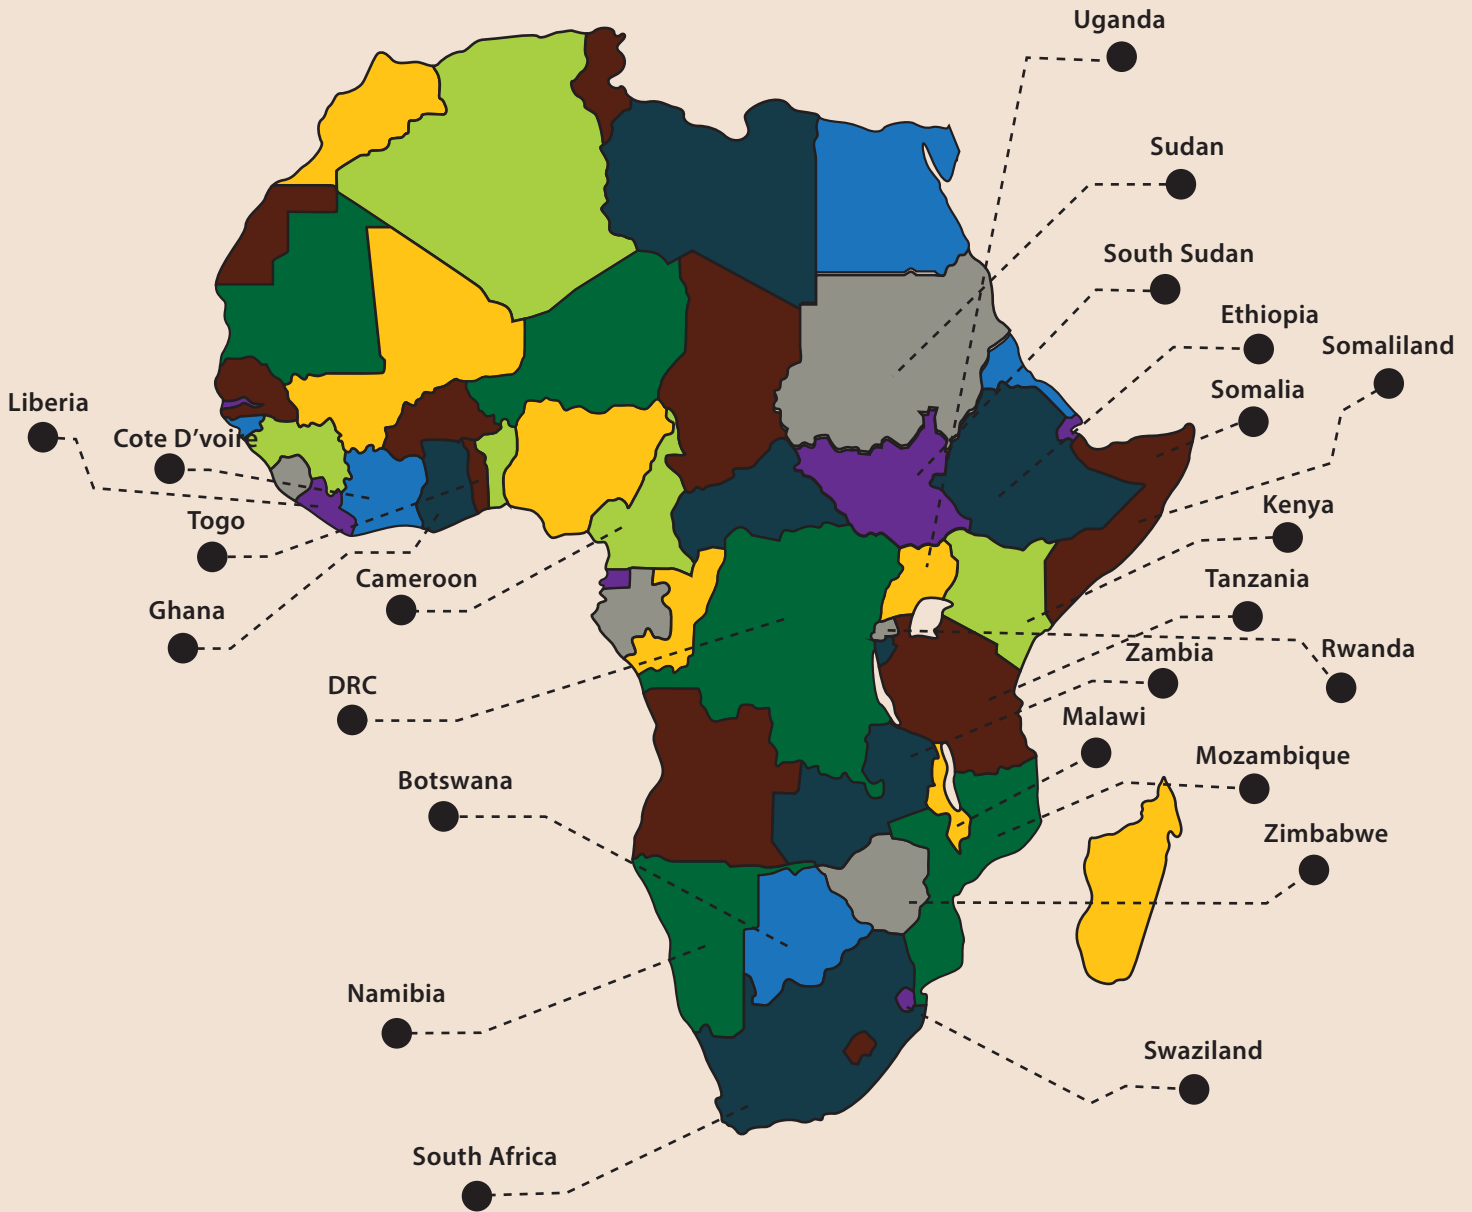 Uganda
Sudan
South Sudan
Ethiopia
Somaliland
Somalia
Liberia
Cote D’voire
Kenya
Togo
Cameroon
Tanzania
Ghana
Zambia
Rwanda
DRC
Malawi
Mozambique
Botswana
Zimbabwe
Namibia
Swaziland
South Africa